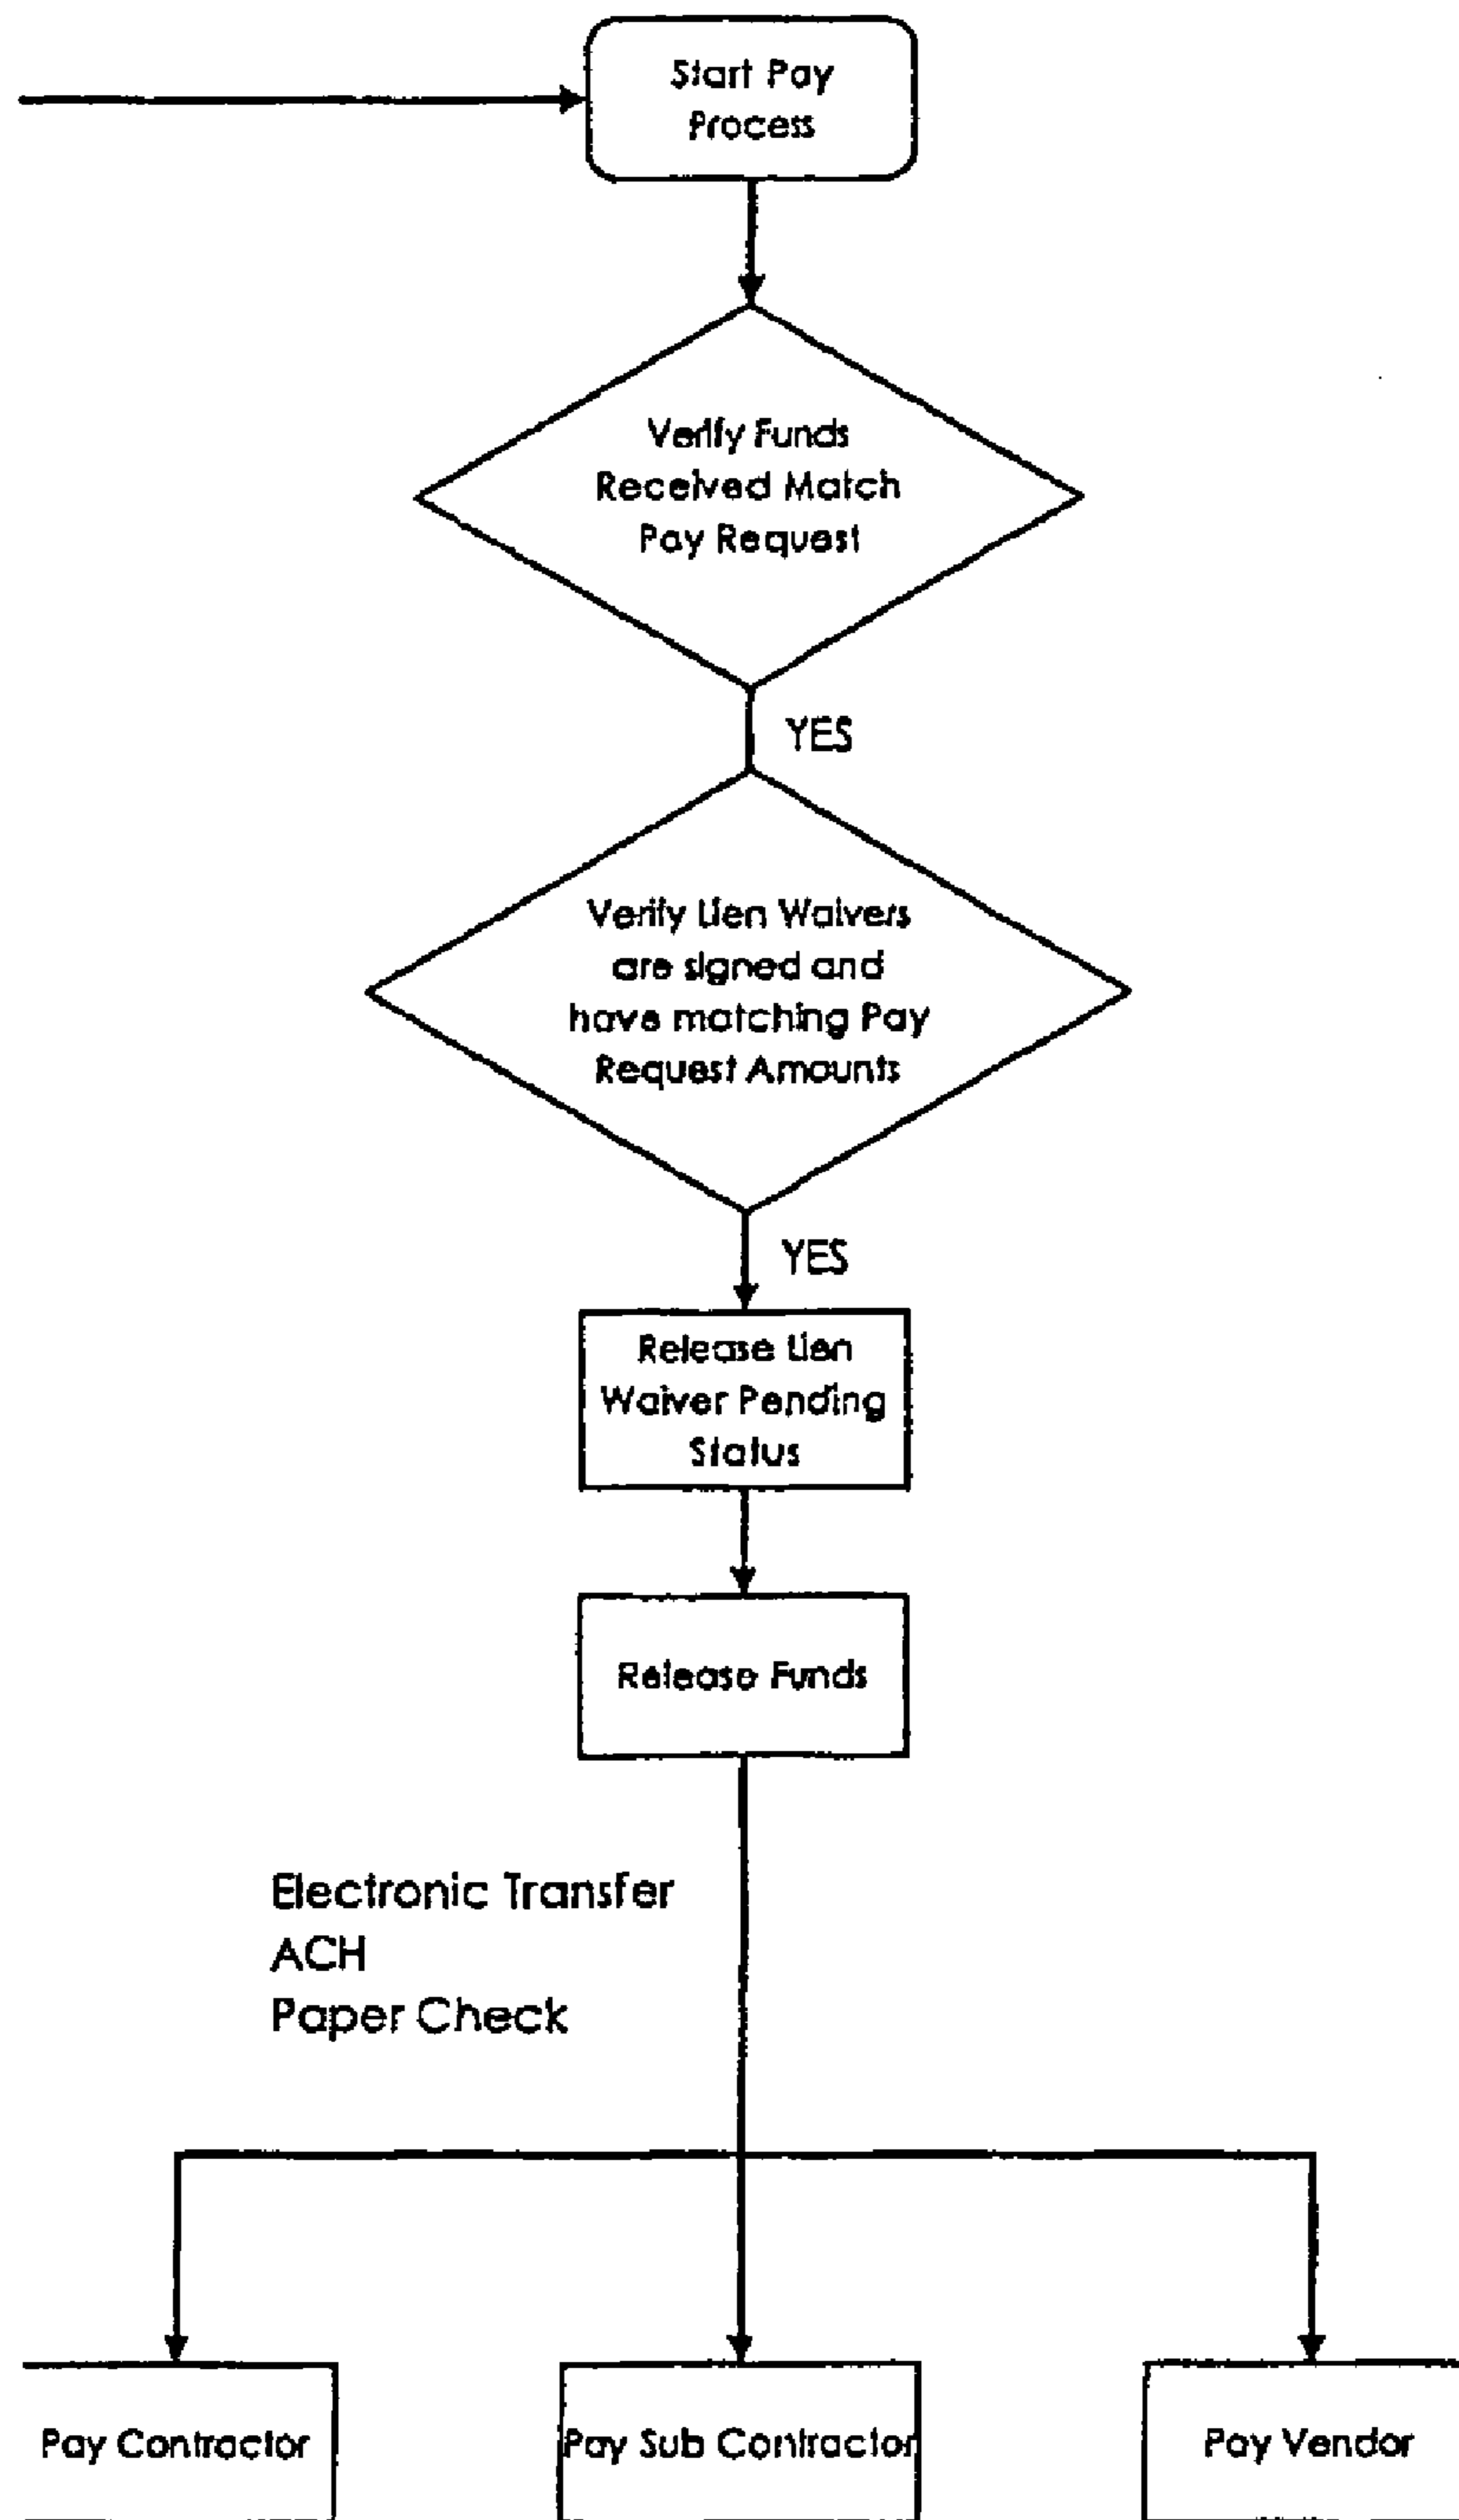 Start Pay
Process
Verify Funds
Received Match
Pay Request
YES
Verify Lien Waivers
are signed and
have matching Pay
Request Amounts
YES
Release Lien
Waiver Pending
Status
Release Funds
Electronic Transfer
ACH
Paper Check
Pay Contractor
Pay Sub Contractor
Pay Vendor